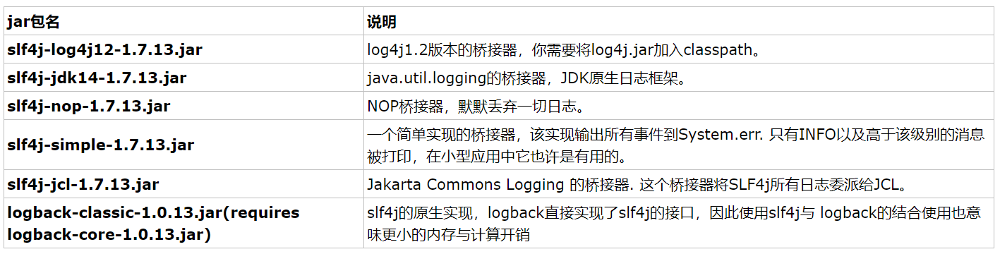 jar包名
说明
slf4j-log4j12-1.7.13.jar
log4j1.2版本的桥接器，你需要将log4j.jar加入classpath。
slf4j-jdk14-1.7.13.jar
java.util.logging的桥接器，JDK原生日志框架。
slf4j-nop-1.7.13.jar
NOP桥接器，默默丢弃一切日志。
slf4j-simple-1.7.13.jar
一个简单实现的桥接器，该实现输出所有事件到System.err. 只有INFO以及高于该级别的消息
被打印，在小型应用中它也许是有用的。
slf4j-jcl-1.7.13.jar
Jakarta Commons Logging 的桥接器. 这个桥接器将SLF4j所有日志委派给JCL。
logback-classic-1.0.13.jar(requires
logback-core-1.0.13.jar)
slf4j的原生实现，logback直接实现了slf4j的接口，因此使用slf4j与 logback的结合使用也意
味更小的内存与计算开销